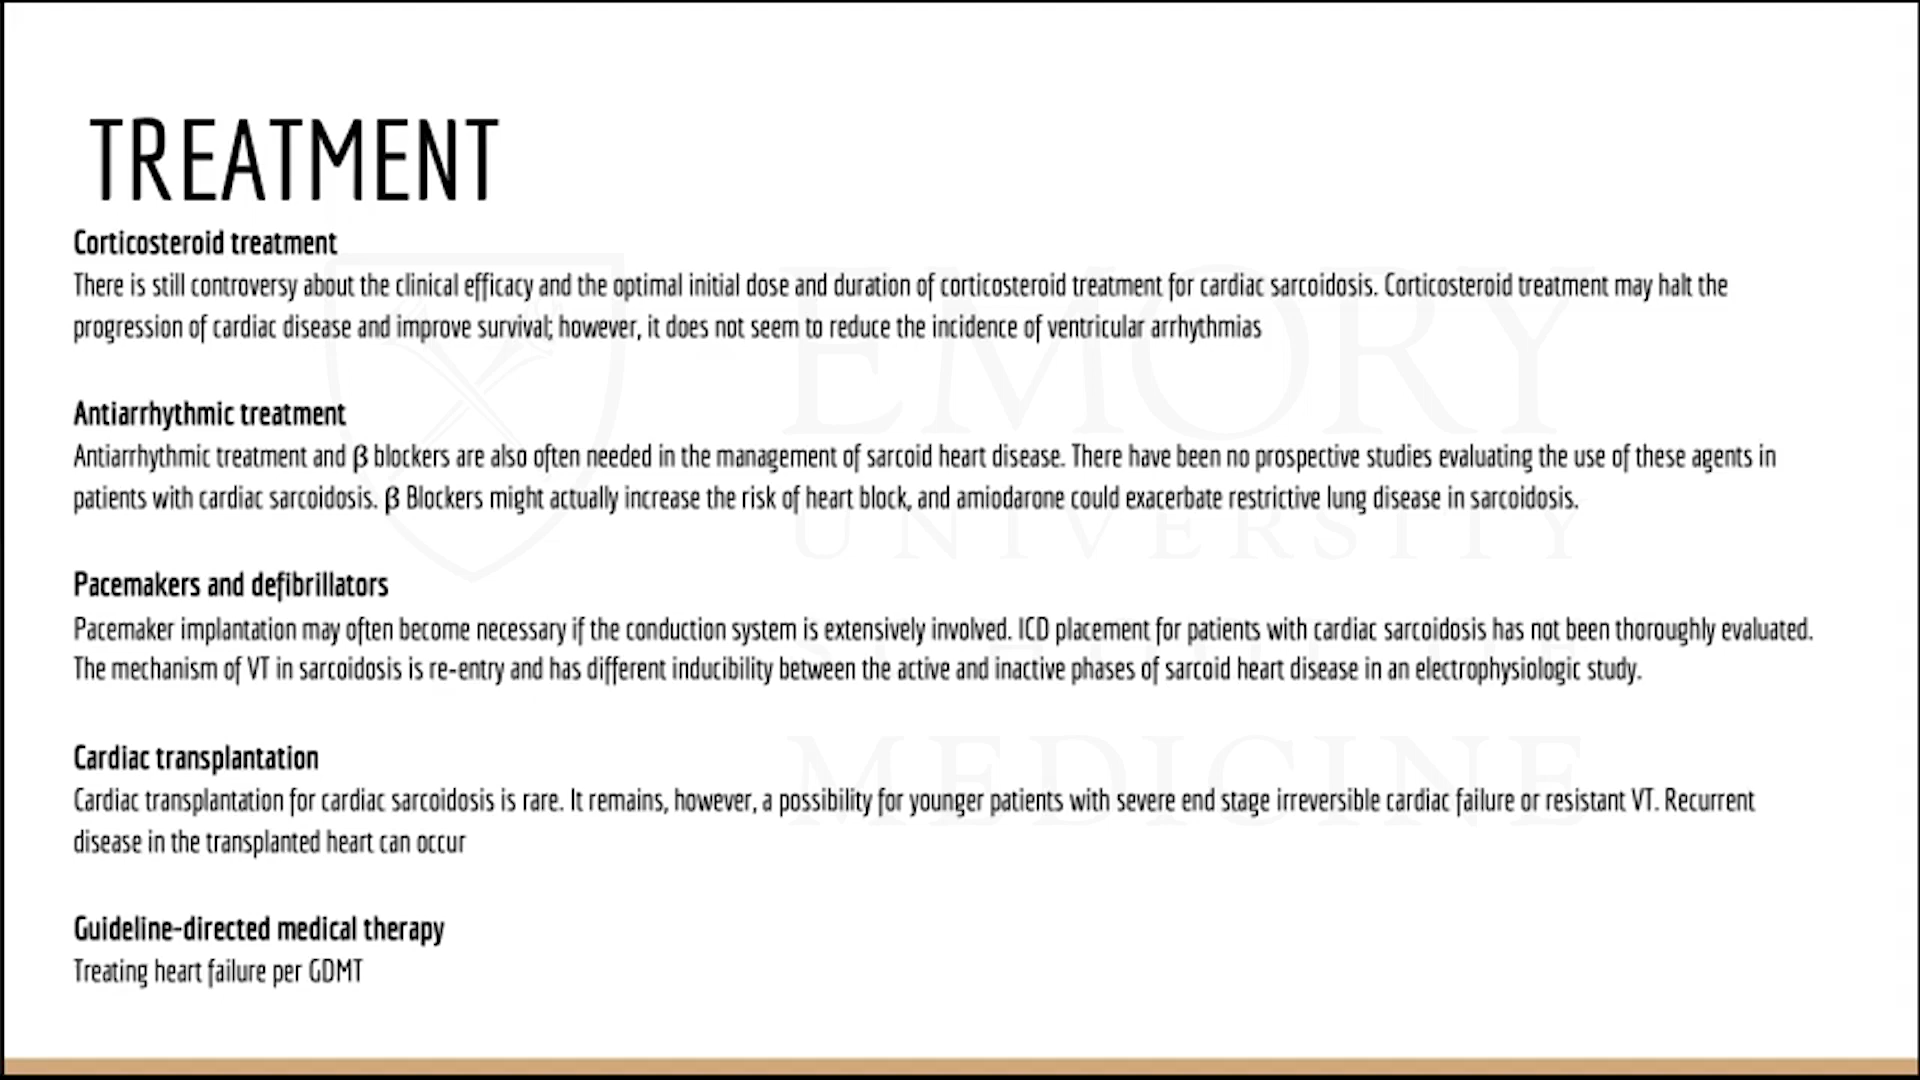 TREATMENT
Corticosteroid treatment
There is still controversy about the clinical efficacy and the optimal initial dose and duration of corticosteroid treatment for cardiac sarcoidosis. Corticosteroid treatment may halt the
progression of cardiac disease and improve survival; however, it does not seem to reduce the incidence of ventricular arrhythmias
Antiarrhythmic treatment
Antiarrhythmic treatment and β blockers are also often needed in the management of sarcoid heart disease. There have been no prospective studies evaluating the use of these agents in
patients with cardiac sarcoidosis. β Blockers might actually increase the risk of heart block, and amiodarone could exacerbate restrictive lung disease in sarcoidosis.
Pacemakers and defibrillators
Pacemaker implantation may often become necessary if the conduction system is extensively involved. ICD placement for patients with cardiac sarcoidosis has not been thoroughly evaluated.
The mechanism of VT in sarcoidosis is re-entry and has different inducibility between the active and inactive phases of sarcoid heart disease in an electrophysiologic study.
Cardiac transplantation
Cardiac transplantation for cardiac sarcoidosis is rare. It remains, however, a possibility for younger patients with severe end stage irreversible cardiac failure or resistant VT. Recurrent
disease in the transplanted heart can occur
Guideline-directed medical therapy
Treating heart failure per GDMT
EMORY
UNIVERSITY
SCHOOL OF
MEDICINE